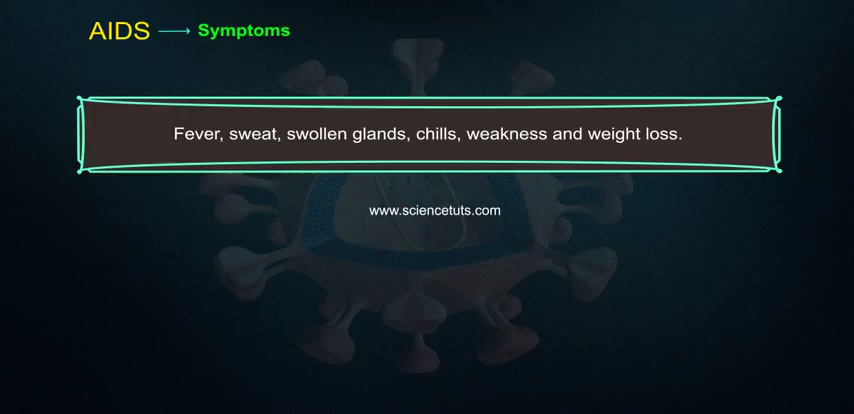 AIDS → Symptoms
Fever, sweat, swollen glands, chills, weakness and weight loss.
www.sciencetuts.com